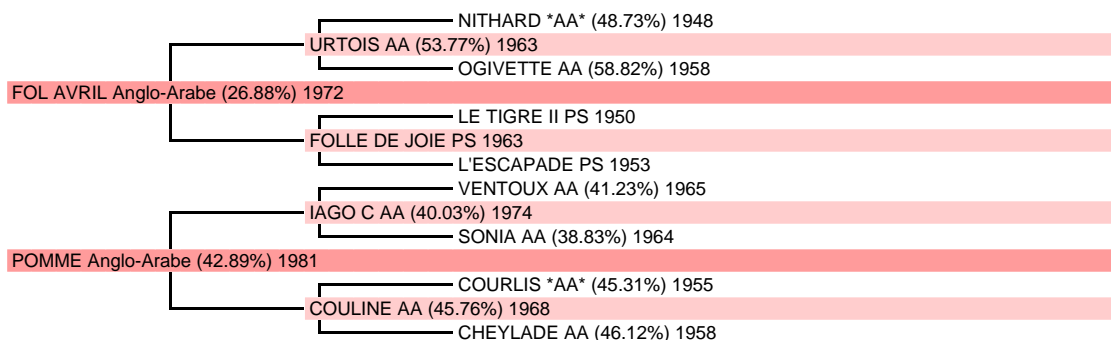 NITHARD *AA* (48.73%) 1948
URTOIS AA (53.77%) 1963
OGIVETTE AA (58.82%) 1958
FOL AVRIL Anglo-Arabe (26.88%) 1972
LE TIGRE II PS 1950
FOLLE DE JOIE PS 1963
L'ESCAPADE PS 1953
VENTOUX AA (41.23%) 1965
IAGO C AA (40.03%) 1974
SONIA AA (38.83%) 1964
POMME Anglo-Arabe (42.89%) 1981
COURLIS *AA* (45.31%) 1955
COULINE AA (45.76%) 1968
CHEYLADE AA (46.12%) 1958